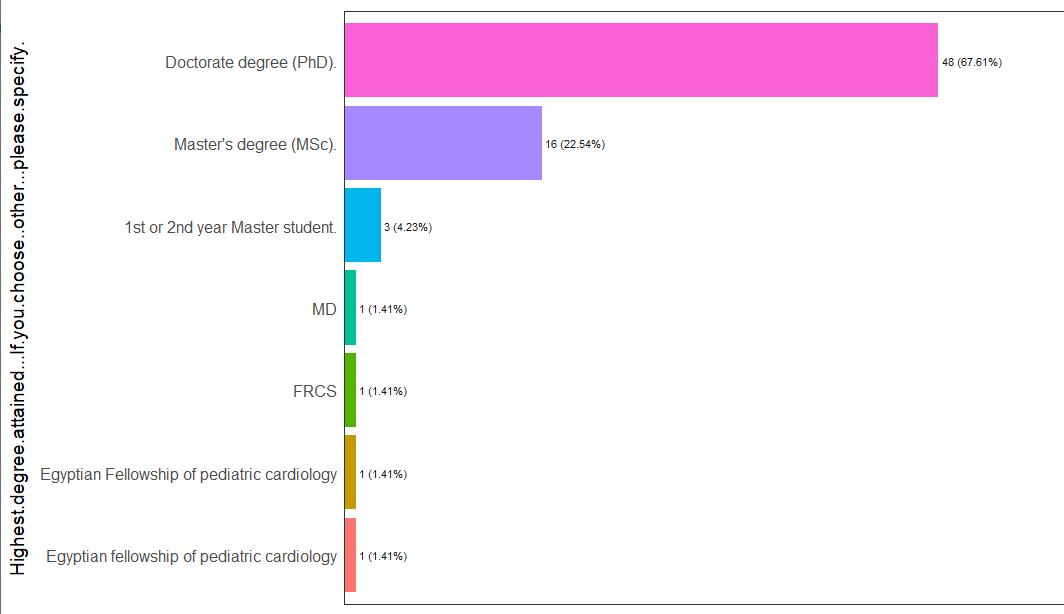 Highest.degree.attained...If.you.choose..other...please.specify.
Doctorate degree (PhD).
48 (67.61%)
Master's degree (MSc).
16 (22.54%)
1st or 2nd year Master student.
3 (4.23%)
MD
1 (1.41%)
FRCS
1 (1.41%)
Egyptian Fellowship of pediatric cardiology
1 (1.41%)
Egyptian fellowship of pediatric cardiology
1 (1.41%)